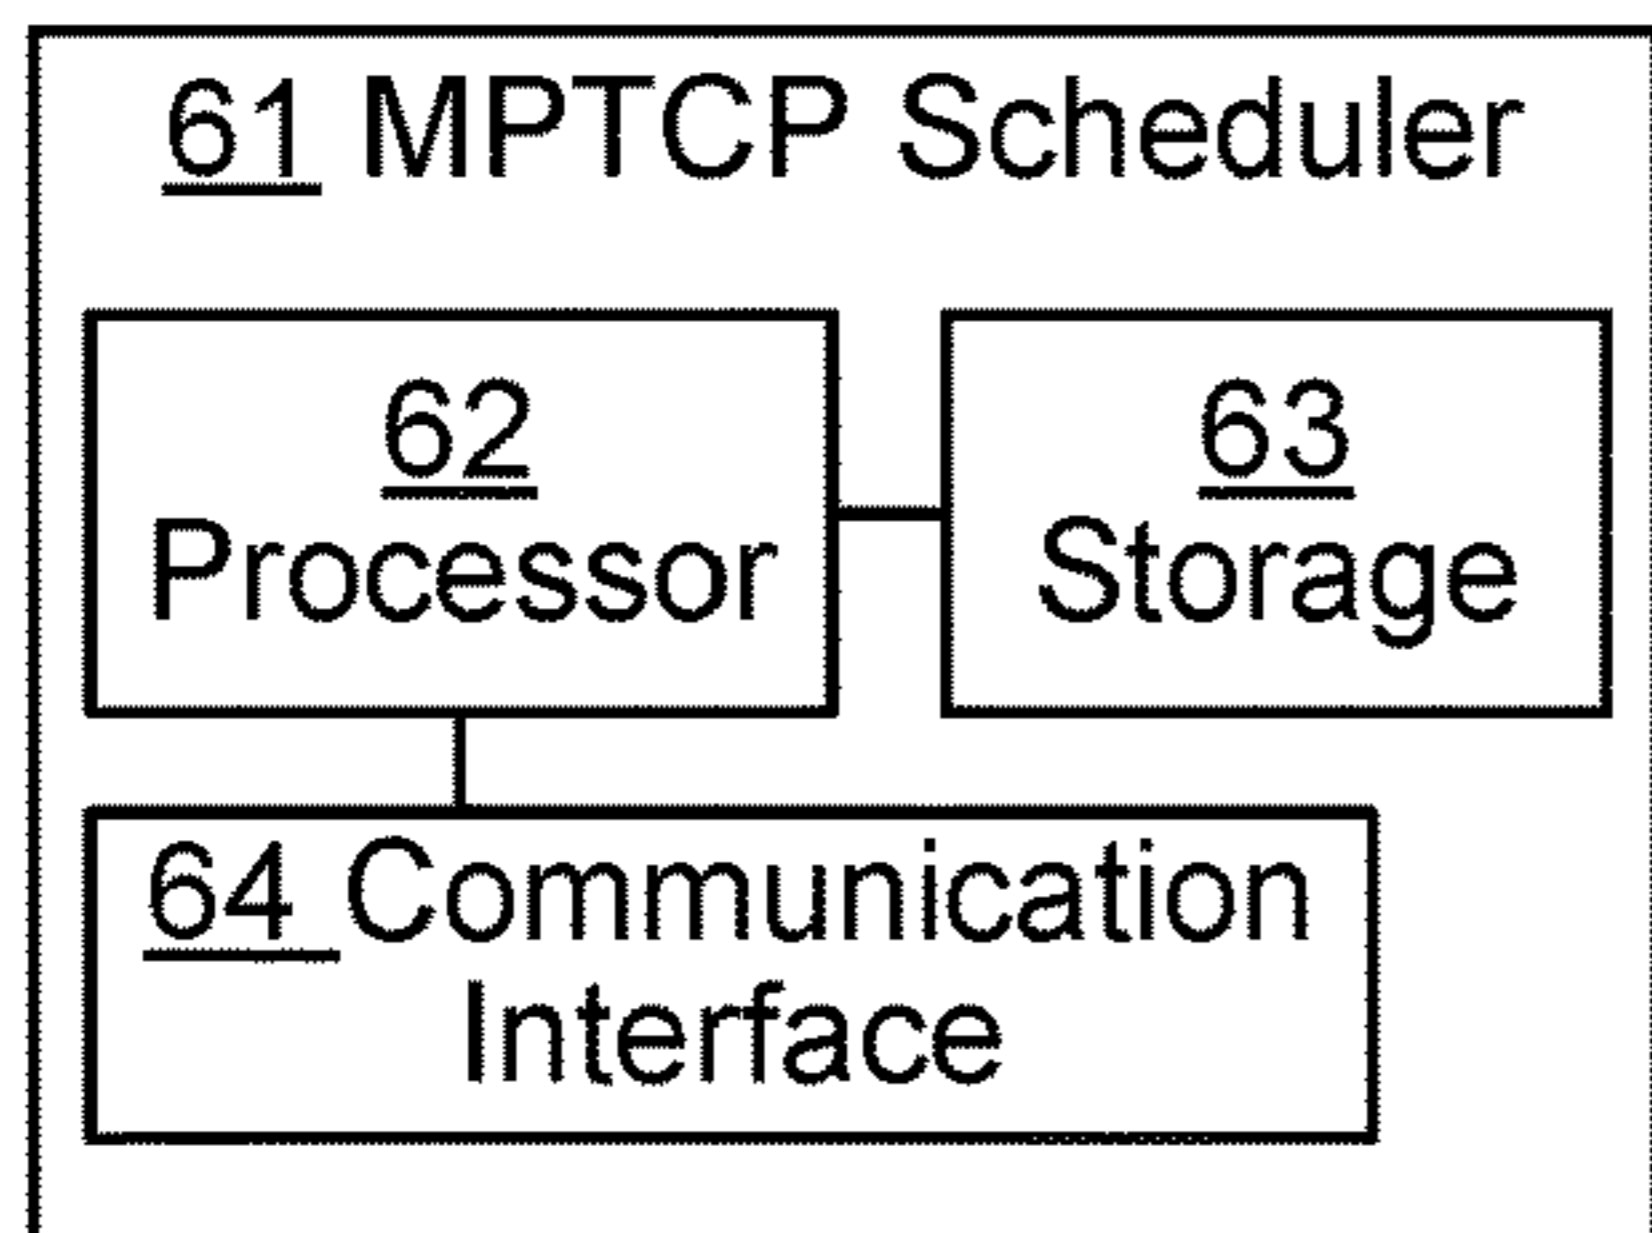 61 MPTCP Scheduler
62
Processor
63
Storage
64 Communication
Interface